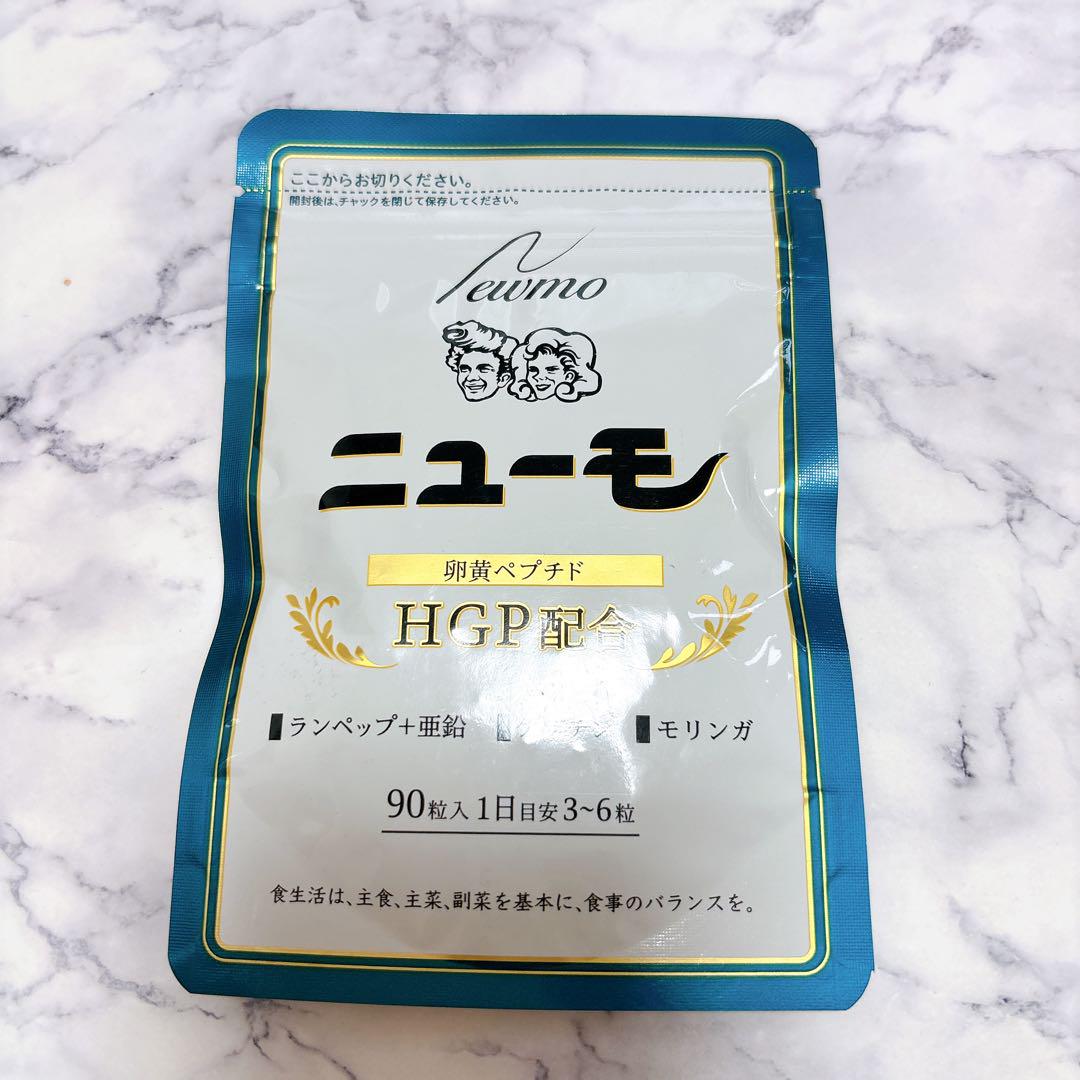 ここからお切りください。
開封後は、チャックを閉じて保存してください。
Newmo
ニューモ
卵黄ペプチド
HGP配合
ランペップ+亜鉛 モリンガ
90粒入 1日目安 3~6粒
食生活は、主食、主菜、副菜を基本に、食事のバランスを。